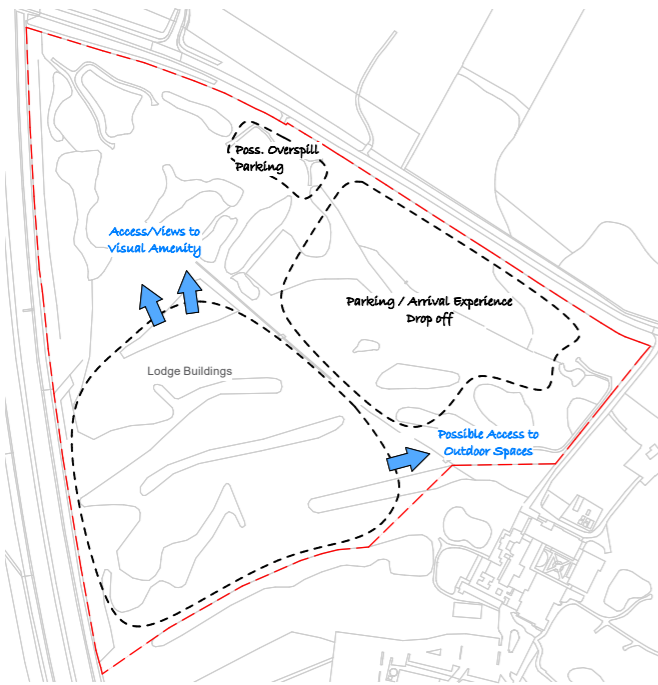 Poss. Overspill
Parking
Access/Views to
Visual Amenity
Parking / Arrival Experience
Drop off
Lodge Buildings
Possible Access to
Outdoor Spaces